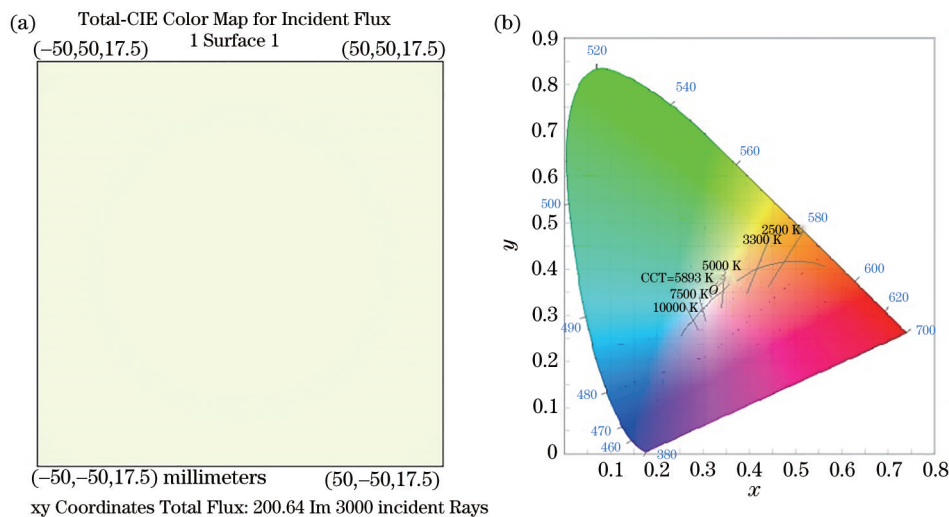 (a)
Total-CIE Color Map for Incident Flux
1 Surface 1
(−50,50,17.5) (50,50,17.5)
(−50,−50,17.5) millimeters (50,−50,17.5)
xy Coordinates Total Flux: 200.64 Im 3000 incident Rays
(b)
0.9
0.8
0.7
0.6
0.5
0.4
0.3
0.2
0.1
0
y
520
540
560
500
580
2500 K
3300 K
5000 K
CCT=5893 K
600
7500 K O
10000 K
620
490
700
480
470
460
380
0.1 0.2 0.3 0.4 0.5 0.6 0.7 0.8
x